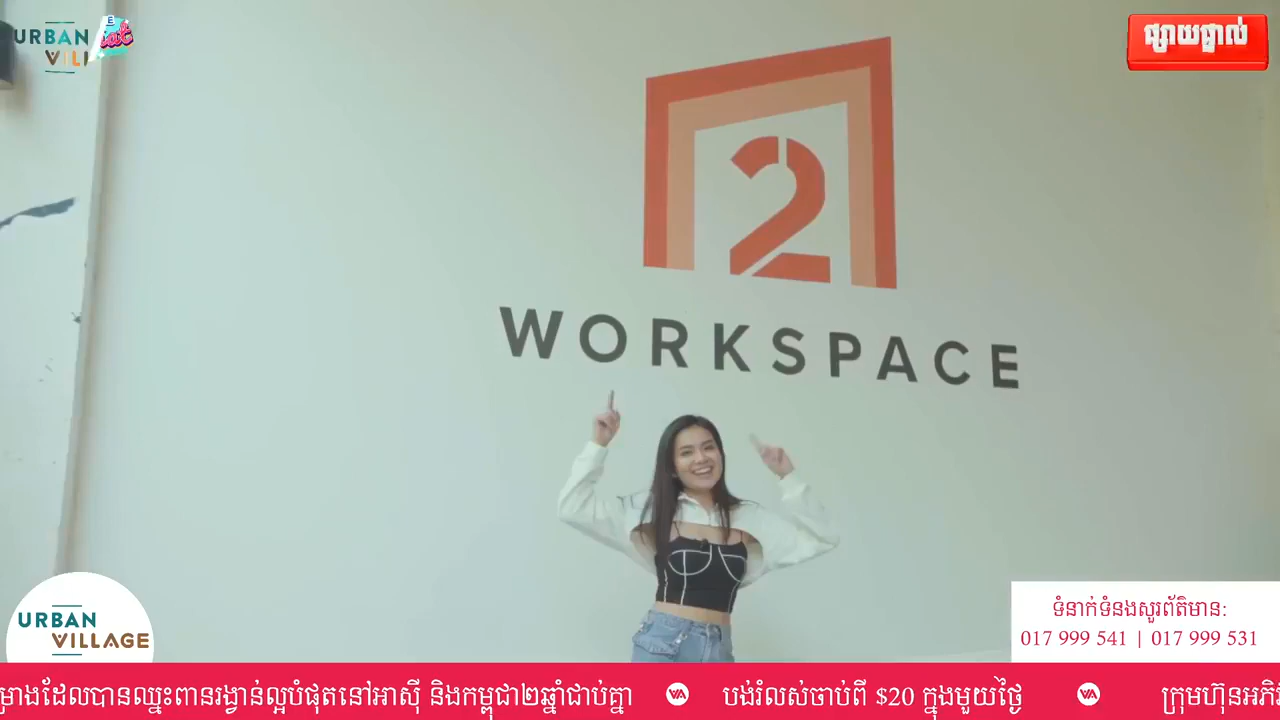 URBAN
VILL
E
ផ្សាយផ្ទាល់
2
WORKSPACE
URBAN
VILLAGE
ទំនាក់ទំនងសួរព័ត៌មាន:
017 999 541 | 017 999 531
ម្រោងដែលបានឈ្នះពានរង្វាន់ល្អបំផុតនៅអាស៊ី និងកម្ពុជា២ឆ្នាំជាប់គ្នា
បង់រំលស់ចាប់ពី $20 ក្នុងមួយថ្ងៃ
ក្រុមហ៊ុនអភិ